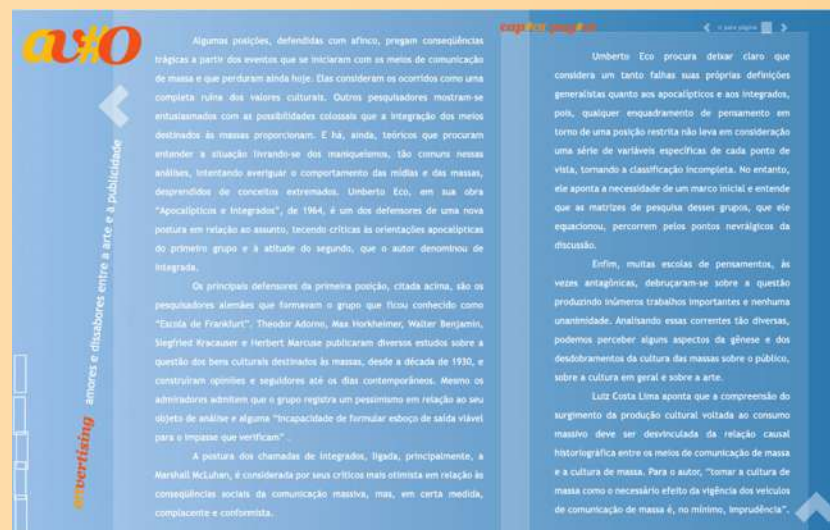 av#o
Algumas posições, defendidas com afinco, pregam conseqüências
trágicas a partir dos eventos que se iniciaram com os meios de comunicação
de massa e que perduram ainda hoje. Elas consideram os ocorridos como uma
completa ruína dos valores culturais. Outros pesquisadores mostram-se
entusiasmados com as possibilidades colossais que a integração dos meios
destinados às massas proporcionam. E há, ainda, teóricos que procuram
entender a situação livrando-se dos maniqueísmos, tão comuns nessas
análises, intentando averiguar o comportamento das mídias e das massas,
desprendidos de conceitos extremados. Umberto Eco, em sua obra
"Apocalípticos e Integrados", de 1964, é um dos defensores de uma nova
postura em relação ao assunto, tecendo críticas às orientações apocalípticas
do primeiro grupo e à atitude do segundo, que o autor denominou de
integrada.
Os principais defensores da primeira posição, citada acima, são os
pesquisadores alemães que formavam o grupo que ficou conhecido como
"Escola de Frankfurt". Theodor Adorno, Max Horkheimer, Walter Benjamin,
Siegfried Kracauser e Herbert Marcuse publicaram diversos estudos sobre a
questão dos bens culturais destinados às massas, desde a década de 1930, e
construíram opiniões e seguidores até os dias contemporâneos. Mesmo os
admiradores admitem que o grupo registra um pessimismo em relação ao seu
objeto de análise e alguma "incapacidade de formular esboço de saída viável
para o impasse que verificam" .
A postura dos chamadas de integrados, ligada, principalmente, a
Marshall McLuhan, é considerada por seus críticos mais otimista em relação às
conseqüências sociais da comunicação massiva, mas, em certa medida,
complacente e conformista.
ir para página
Umberto Eco procura deixar claro que
considera um tanto falhas suas próprias definições
generalistas quanto aos apocalípticos e aos integrados,
pois, qualquer enquadramento de pensamento em
torno de uma posição restrita não leva em consideração
uma série de variáveis específicas de cada ponto de
vista, tornando a classificação incompleta. No entanto,
ele aponta a necessidade de um marco inicial e entende
que as matrizes de pesquisa desses grupos, que ele
equacionou, percorrem pelos pontos nevrálgicos da
discussão.
Enfim, muitas escolas de pensamentos, às
vezes antagônicas, debruçaram-se sobre a questão
produzindo inúmeros trabalhos importantes e nenhuma
unanimidade. Analisando essas correntes tão diversas,
podemos perceber alguns aspectos da gênese e dos
desdobramentos da cultura das massas sobre o público,
sobre a cultura em geral e sobre a arte.
Luiz Costa Lima aponta que a compreensão do
surgimento da produção cultural voltada ao consumo
massivo deve ser desvinculada da relação causal
historiográfica entre os meios de comunicação de massa
e a cultura de massa. Para o autor, "tomar a cultura de
massa como o necessário efeito da vigência dos veículos
de comunicação de massa é, no mínimo, imprudência".
artvertising amores e dissabores entre a arte e a publicidade